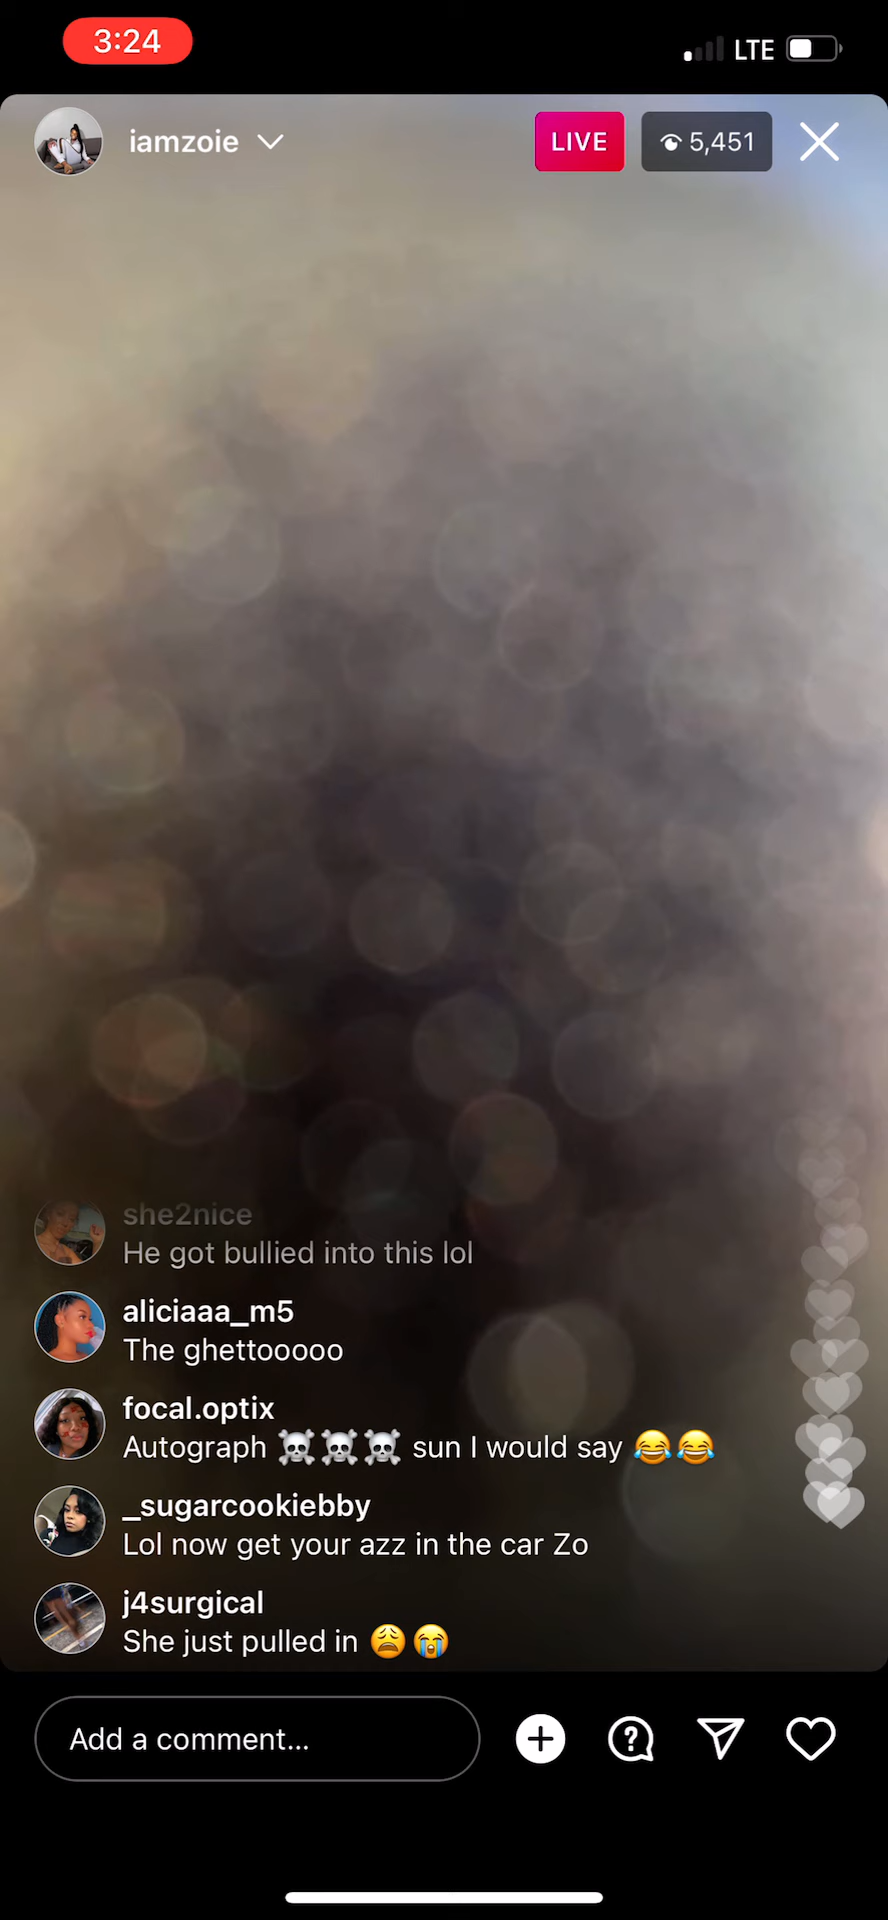 3:24
LTE
iamzoie
LIVE
5,451
she2nice
He got bullied into this lol
aliciaaa_m5
The ghettooooo
focal.optix
Autograph ☠️☠️☠️ sun I would say 😂😂
_sugarcookiebby
Lol now get your azz in the car Zo
j4surgical
She just pulled in 😩😭
Add a comment...